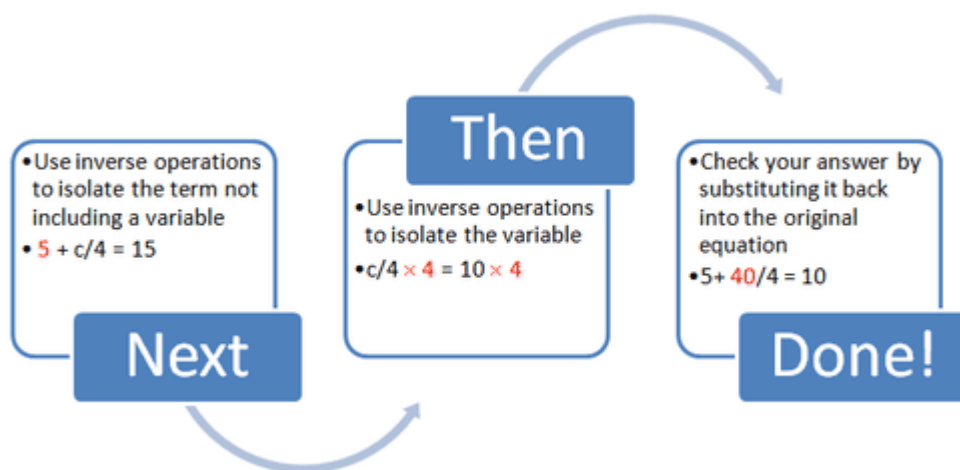 •Use inverse operations
to isolate the term not
including a variable
• 5 + c/4 = 15
Next
Then
•Use inverse operations
to isolate the variable
•c/4 × 4 = 10 × 4
•Check your answer by
substituting it back
into the original
equation
•5+ 40/4 = 10
Done!